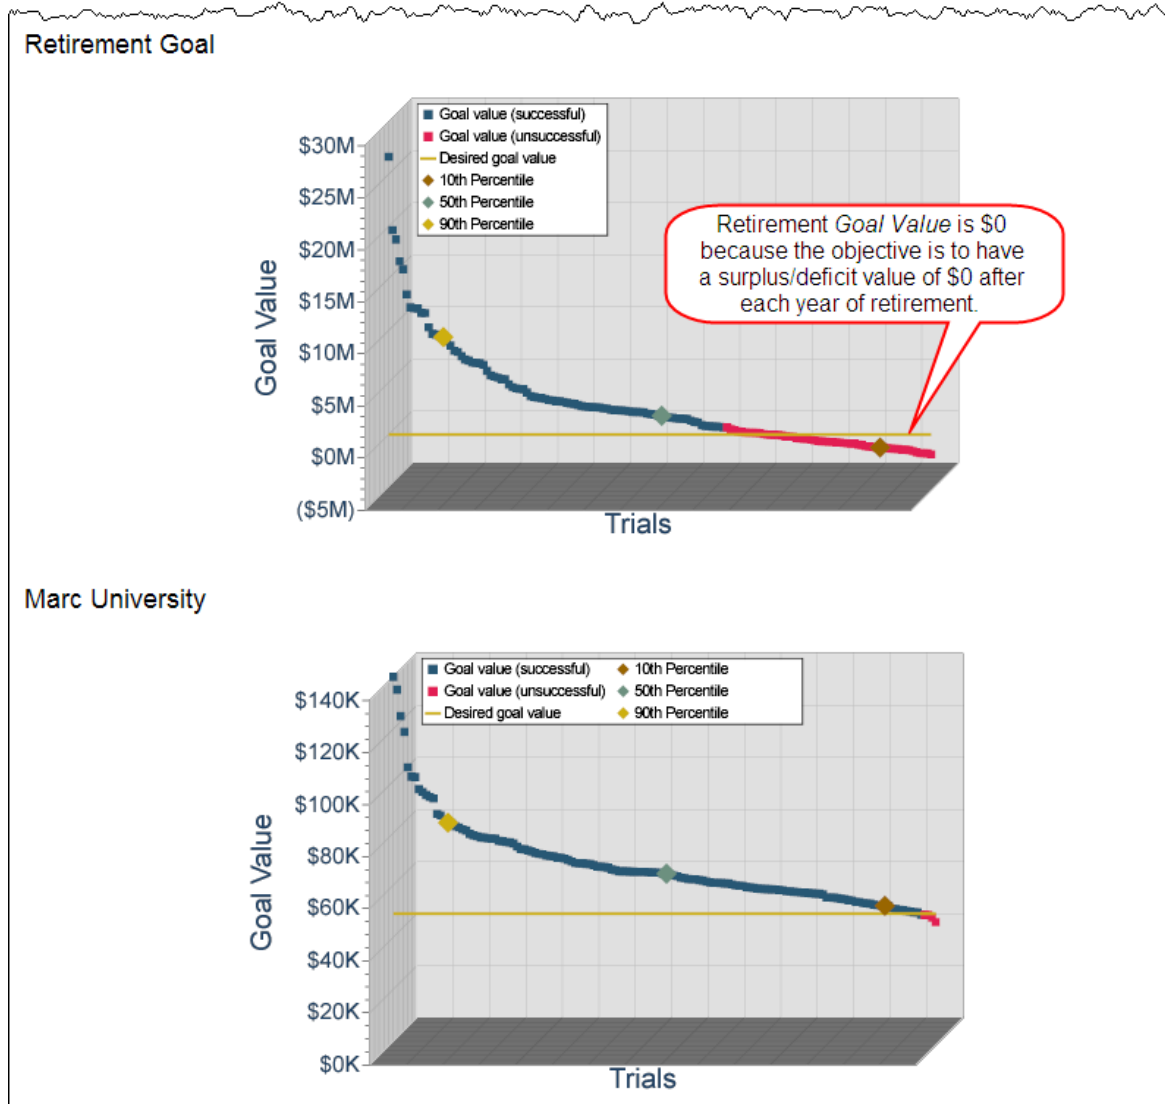 Retirement Goal
Goal value (successful)
Goal value (unsuccessful)
Desired goal value
10th Percentile
50th Percentile
90th Percentile
$30M
$25M
$20M
$15M
$10M
$5M
$0M
($5M)
Goal Value
Trials
Retirement Goal Value is $0
because the objective is to have
a surplus/deficit value of $0 after
each year of retirement.
Marc University
Goal value (successful)
Goal value (unsuccessful)
Desired goal value
10th Percentile
50th Percentile
90th Percentile
$140K
$120K
$100K
$80K
$60K
$40K
$20K
$0K
Goal Value
Trials